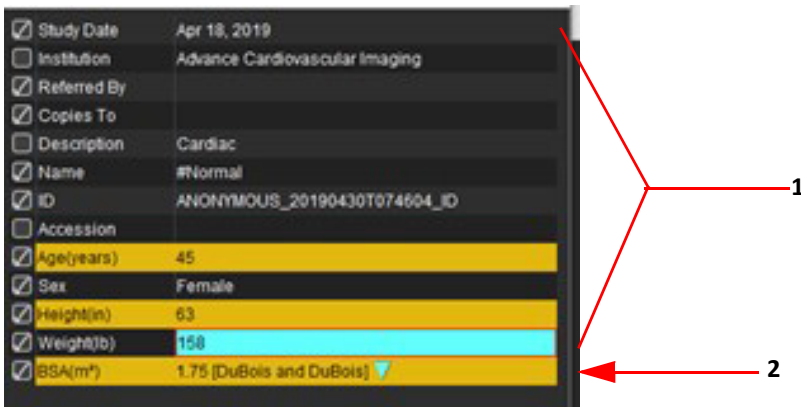 Study Date Apr 18, 2019
Institution Advance Cardiovascular Imaging
Referred By
Copies To
Description Cardiac
Name #Normal
ID ANONYMOUS_20190430T074604_ID
Accession
Age(years) 45
Sex Female
Height(in) 63
Weight(lb) 158
BSA(m²) 1.75 [DuBois and DuBois]
1
2